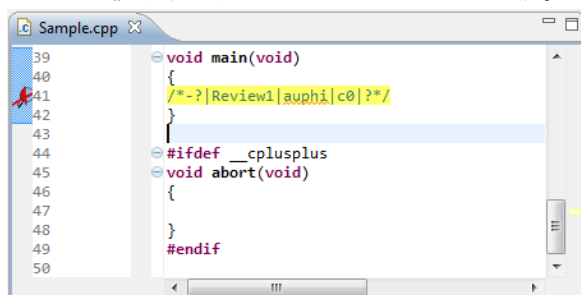 Sample.cpp
39 void main(void)
40 {
41 /*-?|Review1|auphi|c0|?*/
42 }
43
44 #ifdef __cplusplus
45 void abort(void)
46 {
47
48 }
49 #endif
50